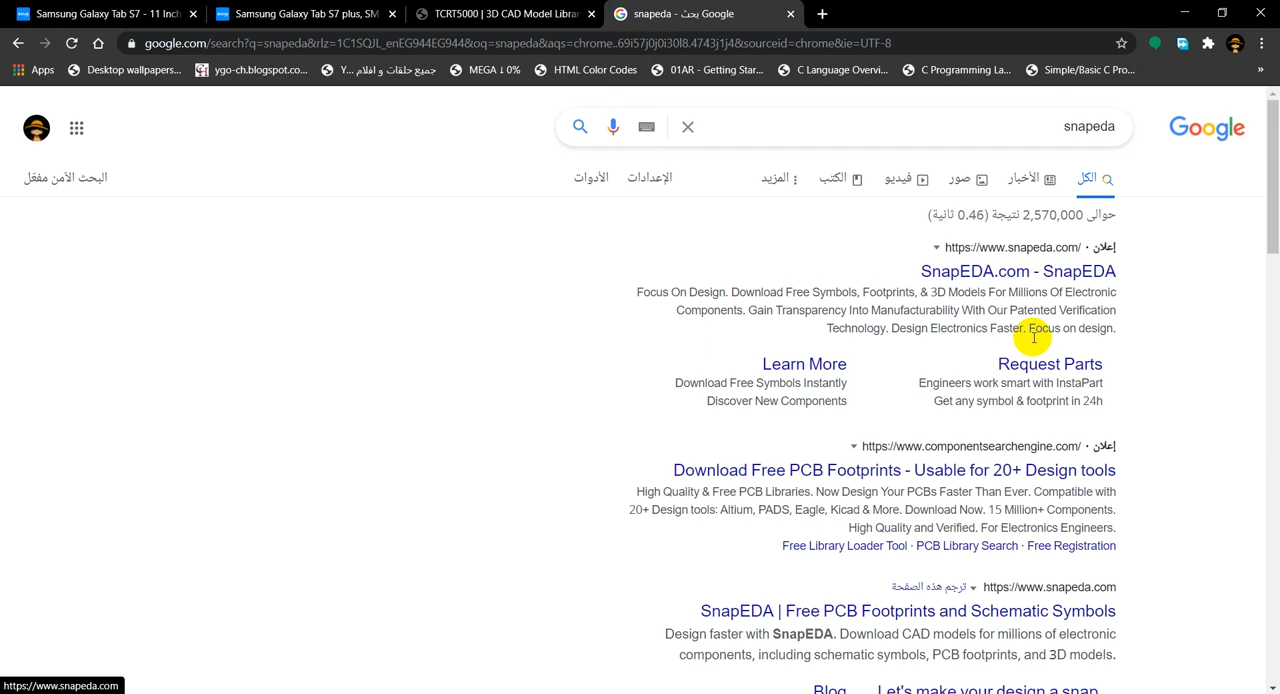 Samsung Galaxy Tab S7 - 11 Inch
Samsung Galaxy Tab S7 plus, SM
TCRT5000 | 3D CAD Model Librar
snapeda - بحث Google
google.com/search?q=snapeda&rlz=1C1SQJL_enEG944EG944&oq=snapeda&aqs=chrome..69i57j0j0i30l8.4743j1j4&sourceid=chrome&ie=UTF-8
Apps
Desktop wallpapers...
ygo-ch.blogspot.co...
جميع حلقات و افلام ...Y
MEGA ⇓ 0%
HTML Color Codes
01AR - Getting Star...
C Language Overvi...
C Programming La...
Simple/Basic C Pro...
»
snapeda
Google
الكل
الأخبار
صور
فيديو
الكتب
المزيد
الإعدادات
الأدوات
البحث الآمن مفعّل
حوالى 2,570,000 نتيجة (0.46 ثانية)
إعلان · https://www.snapeda.com/
SnapEDA.com - SnapEDA
Focus On Design. Download Free Symbols, Footprints, & 3D Models For Millions Of Electronic
Components. Gain Transparency Into Manufacturability With Our Patented Verification
Technology. Design Electronics Faster. Focus on design.
Request Parts
Engineers work smart with InstaPart
Get any symbol & footprint in 24h
Learn More
Download Free Symbols Instantly
Discover New Components
إعلان · https://www.componentsearchengine.com/
Download Free PCB Footprints - Usable for 20+ Design tools
High Quality & Free PCB Libraries. Now Design Your PCBs Faster Than Ever. Compatible with
20+ Design tools: Altium, PADS, Eagle, Kicad & More. Download Now. 15 Million+ Components.
High Quality and Verified. For Electronics Engineers.
Free Library Loader Tool · PCB Library Search · Free Registration
https://www.snapeda.com ترجم هذه الصفحة
SnapEDA | Free PCB Footprints and Schematic Symbols
Design faster with SnapEDA. Download CAD models for millions of electronic
components, including schematic symbols, PCB footprints, and 3D models.
Blog
Let's make your design a snap
https://www.snapeda.com